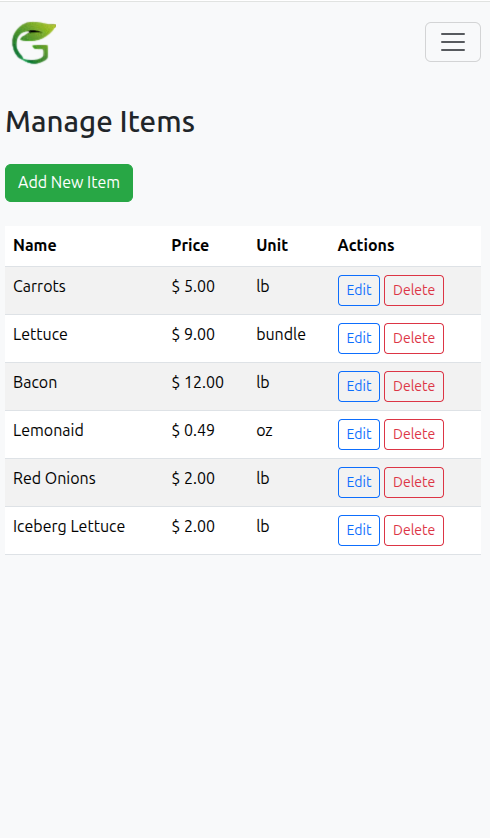 Manage Items
Add New Item
Name Price Unit Actions
Carrots $ 5.00 lb Edit Delete
Lettuce $ 9.00 bundle Edit Delete
Bacon $ 12.00 lb Edit Delete
Lemonaid $ 0.49 oz Edit Delete
Red Onions $ 2.00 lb Edit Delete
Iceberg Lettuce $ 2.00 lb Edit Delete